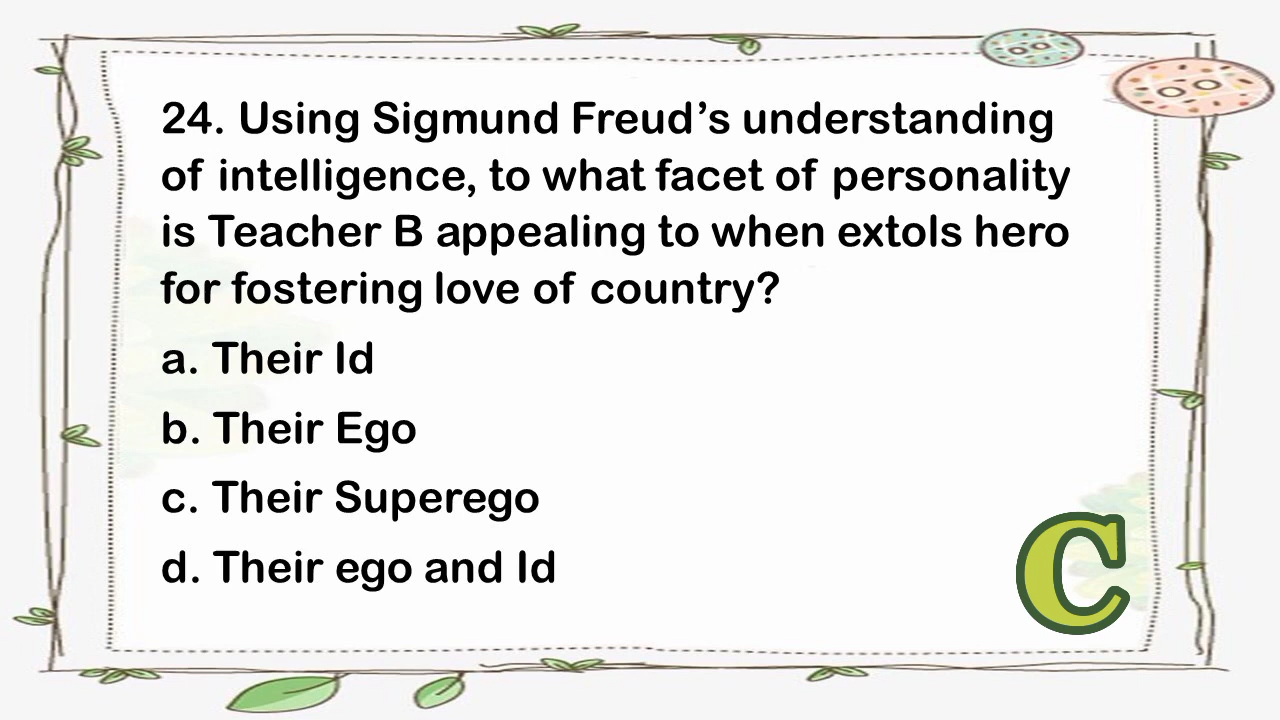 24. Using Sigmund Freud’s understanding
of intelligence, to what facet of personality
is Teacher B appealing to when extols hero
for fostering love of country?
a. Their Id
b. Their Ego
c. Their Superego
d. Their ego and Id
C